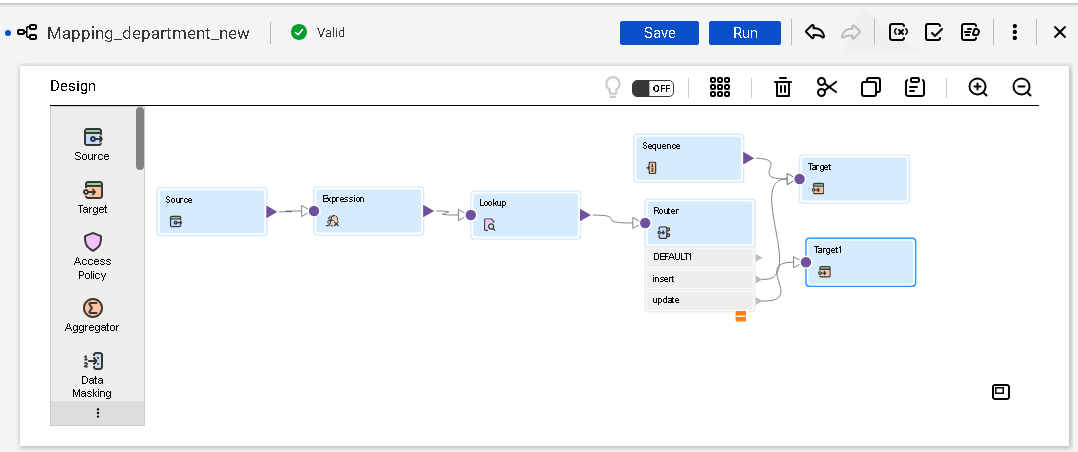 Mapping_department_new
Valid
Save
Run
Design
OFF
Source
Target
Access
Policy
Aggregator
Data
Masking
Source
Expression
Lookup
Sequence
Router
DEFAULT1
insert
update
Target
Target1